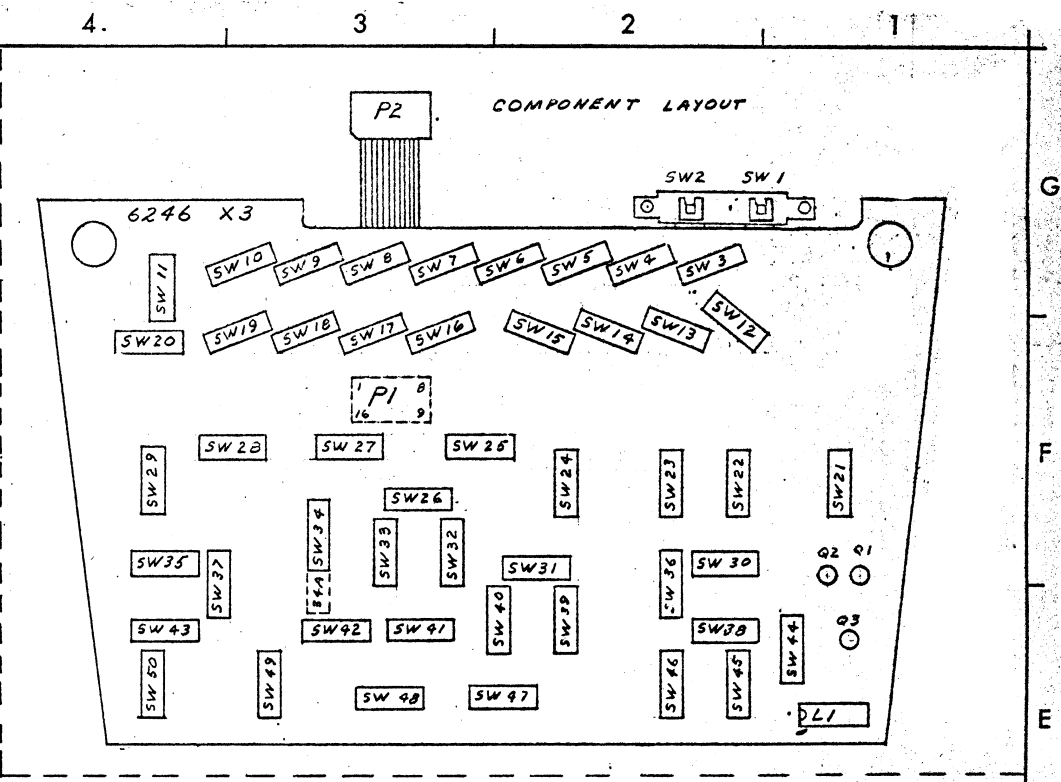 4. 3 2 1
P2 COMPONENT LAYOUT
SW2 SW1
G
6246 X3
SW10 SW9 SW8 SW7 SW6 SW5 SW4 SW3
SW11
SW12
SW19 SW18 SW17 SW16 SW15 SW14 SW13
SW20
1 P1 8
16 9
SW28 SW27 SW25
F
SW29 SW24 SW23 SW22 SW21
SW26
SW34 SW33 SW32
Q2 Q1
SW35 SW37 SW31 SW36 SW30
34A
SW40 SW39
SW43 SW42 SW41 SW38 SW44 Q3
SW50 SW49 SW46 SW45
SW48 SW47
L1
E